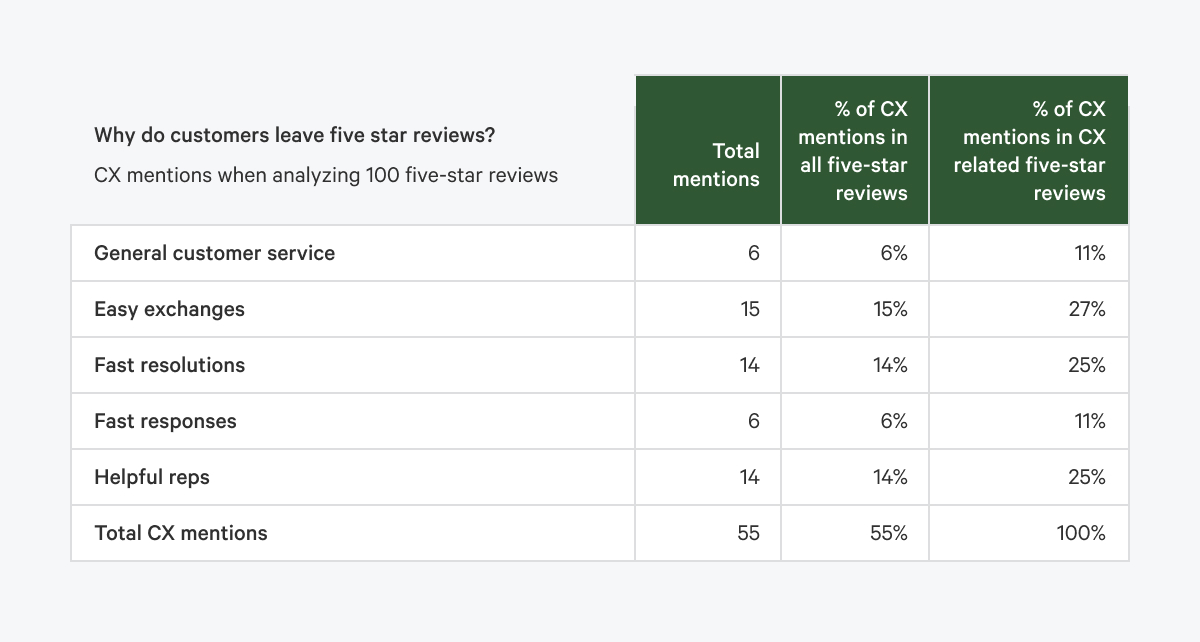 Why do customers leave five star reviews?
CX mentions when analyzing 100 five-star reviews
Total
mentions
% of CX
mentions in
all five-star
reviews
% of CX
mentions in CX
related five-star
reviews
General customer service 6 6% 11%
Easy exchanges 15 15% 27%
Fast resolutions 14 14% 25%
Fast responses 6 6% 11%
Helpful reps 14 14% 25%
Total CX mentions 55 55% 100%